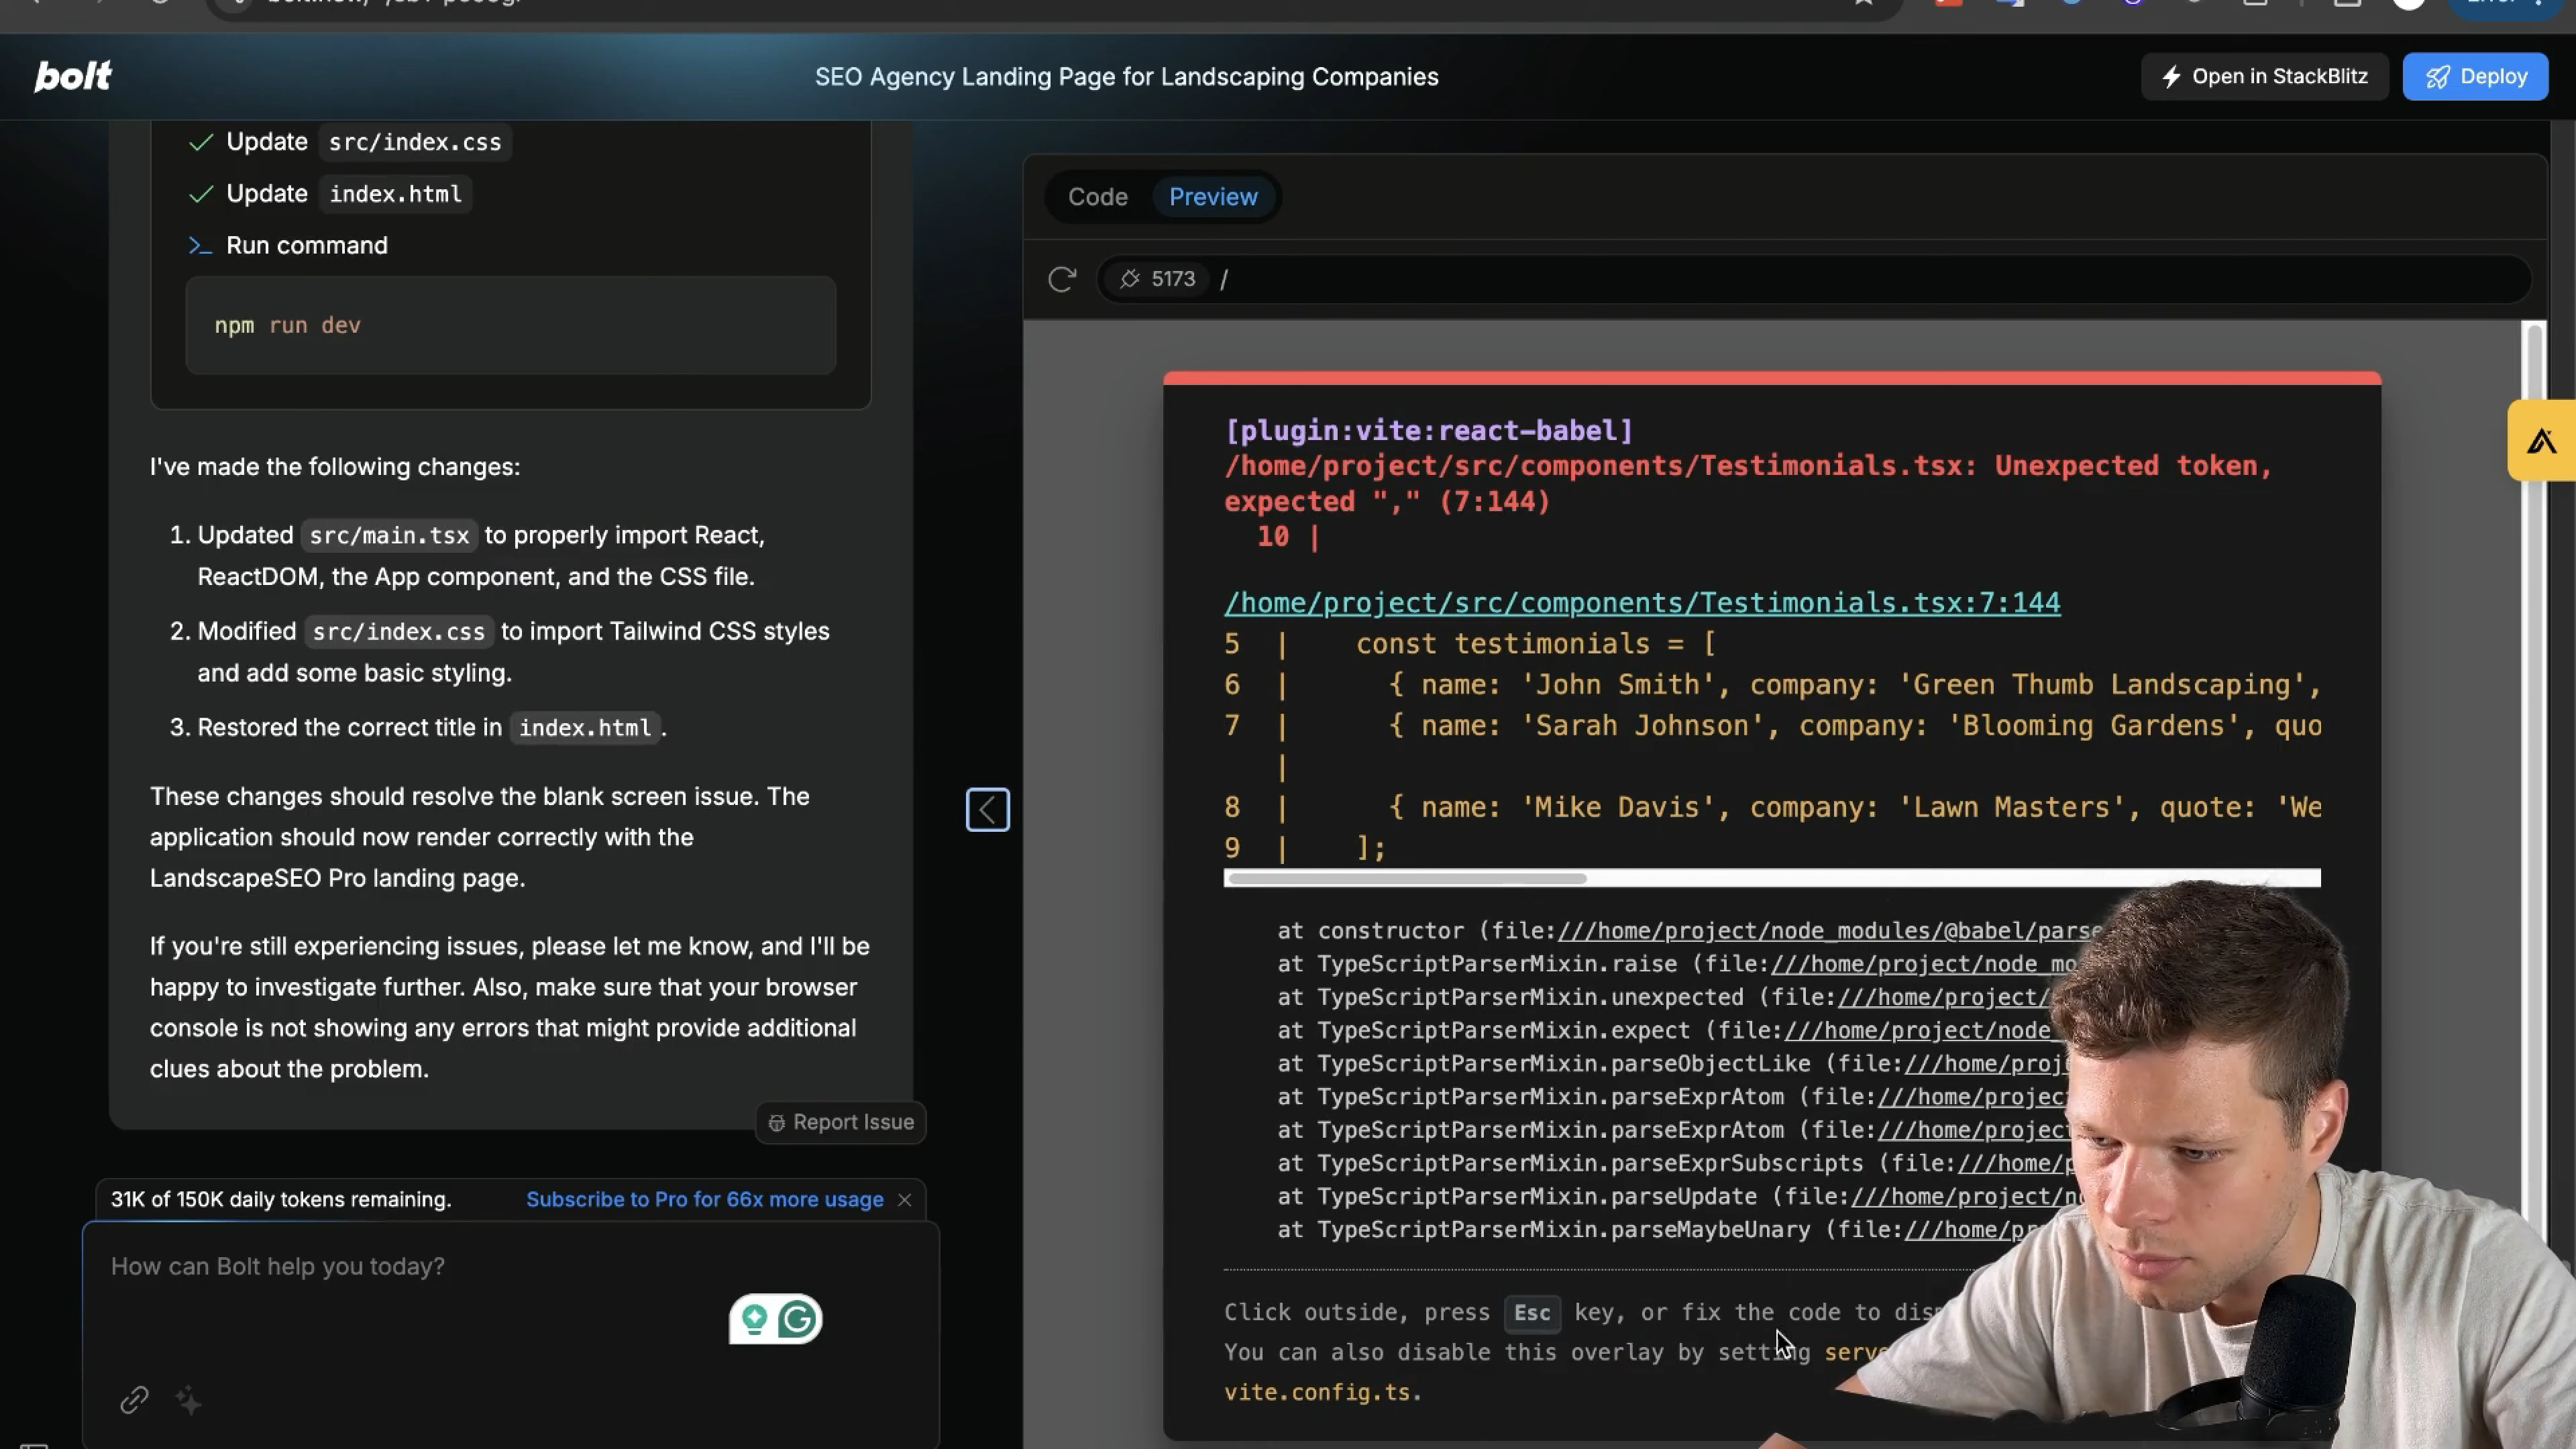 bolt
SEO Agency Landing Page for Landscaping Companies
Open in StackBlitz
Deploy
Update src/index.css
Update index.html
Run command
npm run dev
I've made the following changes:
1. Updated src/main.tsx to properly import React,
ReactDOM, the App component, and the CSS file.
2. Modified src/index.css to import Tailwind CSS styles
and add some basic styling.
3. Restored the correct title in index.html.
These changes should resolve the blank screen issue. The
application should now render correctly with the
LandscapeSEO Pro landing page.
If you're still experiencing issues, please let me know, and I'll be
happy to investigate further. Also, make sure that your browser
console is not showing any errors that might provide additional
clues about the problem.
Report Issue
31K of 150K daily tokens remaining.
Subscribe to Pro for 66x more usage
How can Bolt help you today?
Code Preview
5173 /
[plugin:vite:react-babel]
/home/project/src/components/Testimonials.tsx: Unexpected token,
expected "," (7:144)
10 |
/home/project/src/components/Testimonials.tsx:7:144
5 | const testimonials = [
6 | { name: 'John Smith', company: 'Green Thumb Landscaping',
7 | { name: 'Sarah Johnson', company: 'Blooming Gardens', quo
|
8 | { name: 'Mike Davis', company: 'Lawn Masters', quote: 'We
9 | ];
at constructor (file:///home/project/node_modules/@babel/parse
at TypeScriptParserMixin.raise (file:///home/project/node_mo
at TypeScriptParserMixin.unexpected (file:///home/project/
at TypeScriptParserMixin.expect (file:///home/project/node_
at TypeScriptParserMixin.parseObjectLike (file:///home/proj
at TypeScriptParserMixin.parseExprAtom (file:///home/project
at TypeScriptParserMixin.parseExprAtom (file:///home/project
at TypeScriptParserMixin.parseExprSubscripts (file:///home/p
at TypeScriptParserMixin.parseUpdate (file:///home/project/no
at TypeScriptParserMixin.parseMaybeUnary (file:///home/pr
Click outside, press Esc key, or fix the code to dis
You can also disable this overlay by setting serve
vite.config.ts.